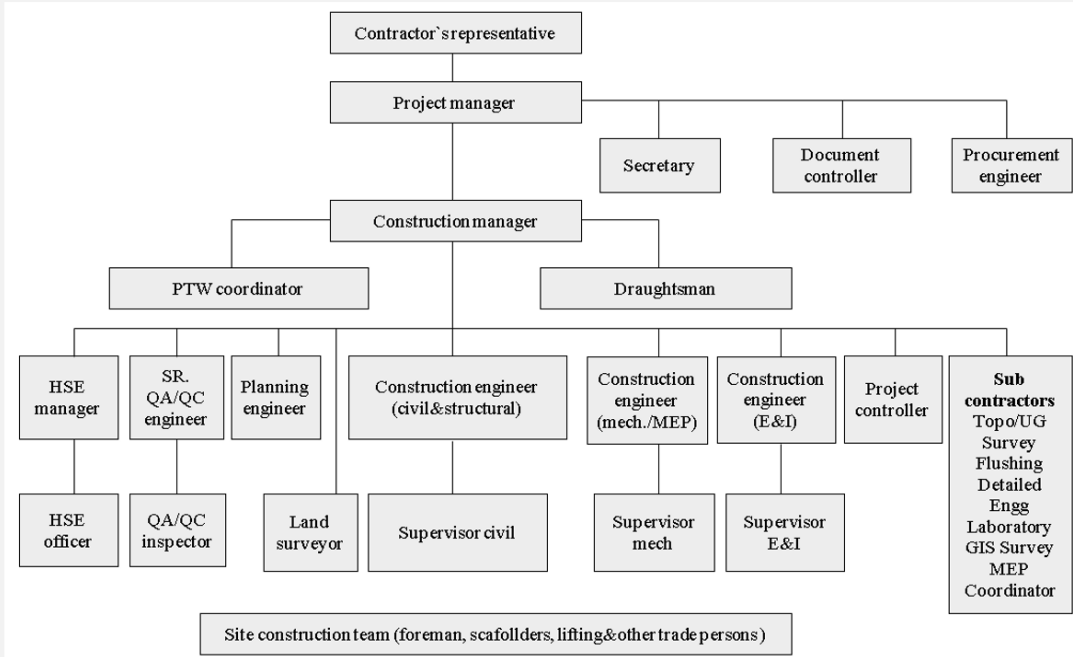 Contractor`s representative
Project manager
Secretary
Document
controller
Procurement
engineer
Construction manager
PTW coordinator
Draughtsman
HSE
manager
SR.
QA/QC
engineer
Planning
engineer
Construction engineer
(civil&structural)
Construction
engineer
(mech./MEP)
Construction
engineer
(E&I)
Project
controller
Sub
contractors
Topo/UG
Survey
Flushing
Detailed
Engg
Laboratory
GIS Survey
MEP
Coordinator
HSE
officer
QA/QC
inspector
Land
surveyor
Supervisor civil
Supervisor
mech
Supervisor
E&I
Site construction team (foreman, scafollders, lifting&other trade persons)